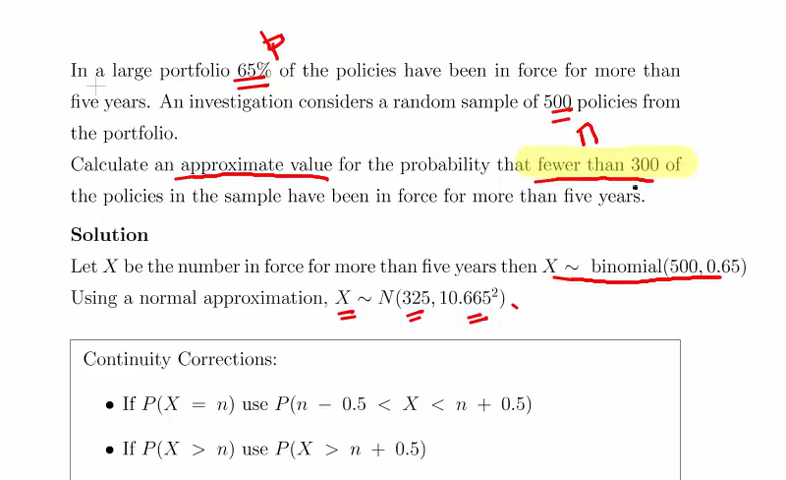 p
In a large portfolio 65% of the policies have been in force for more than
five years. An investigation considers a random sample of 500 policies from
the portfolio.
n
Calculate an approximate value for the probability that fewer than 300 of
the policies in the sample have been in force for more than five years.
Solution
Let X be the number in force for more than five years then X ∼ binomial(500, 0.65)
Using a normal approximation, X ∼ N(325, 10.665²)
Continuity Corrections:
• If P(X = n) use P(n − 0.5 < X < n + 0.5)
• If P(X > n) use P(X > n + 0.5)